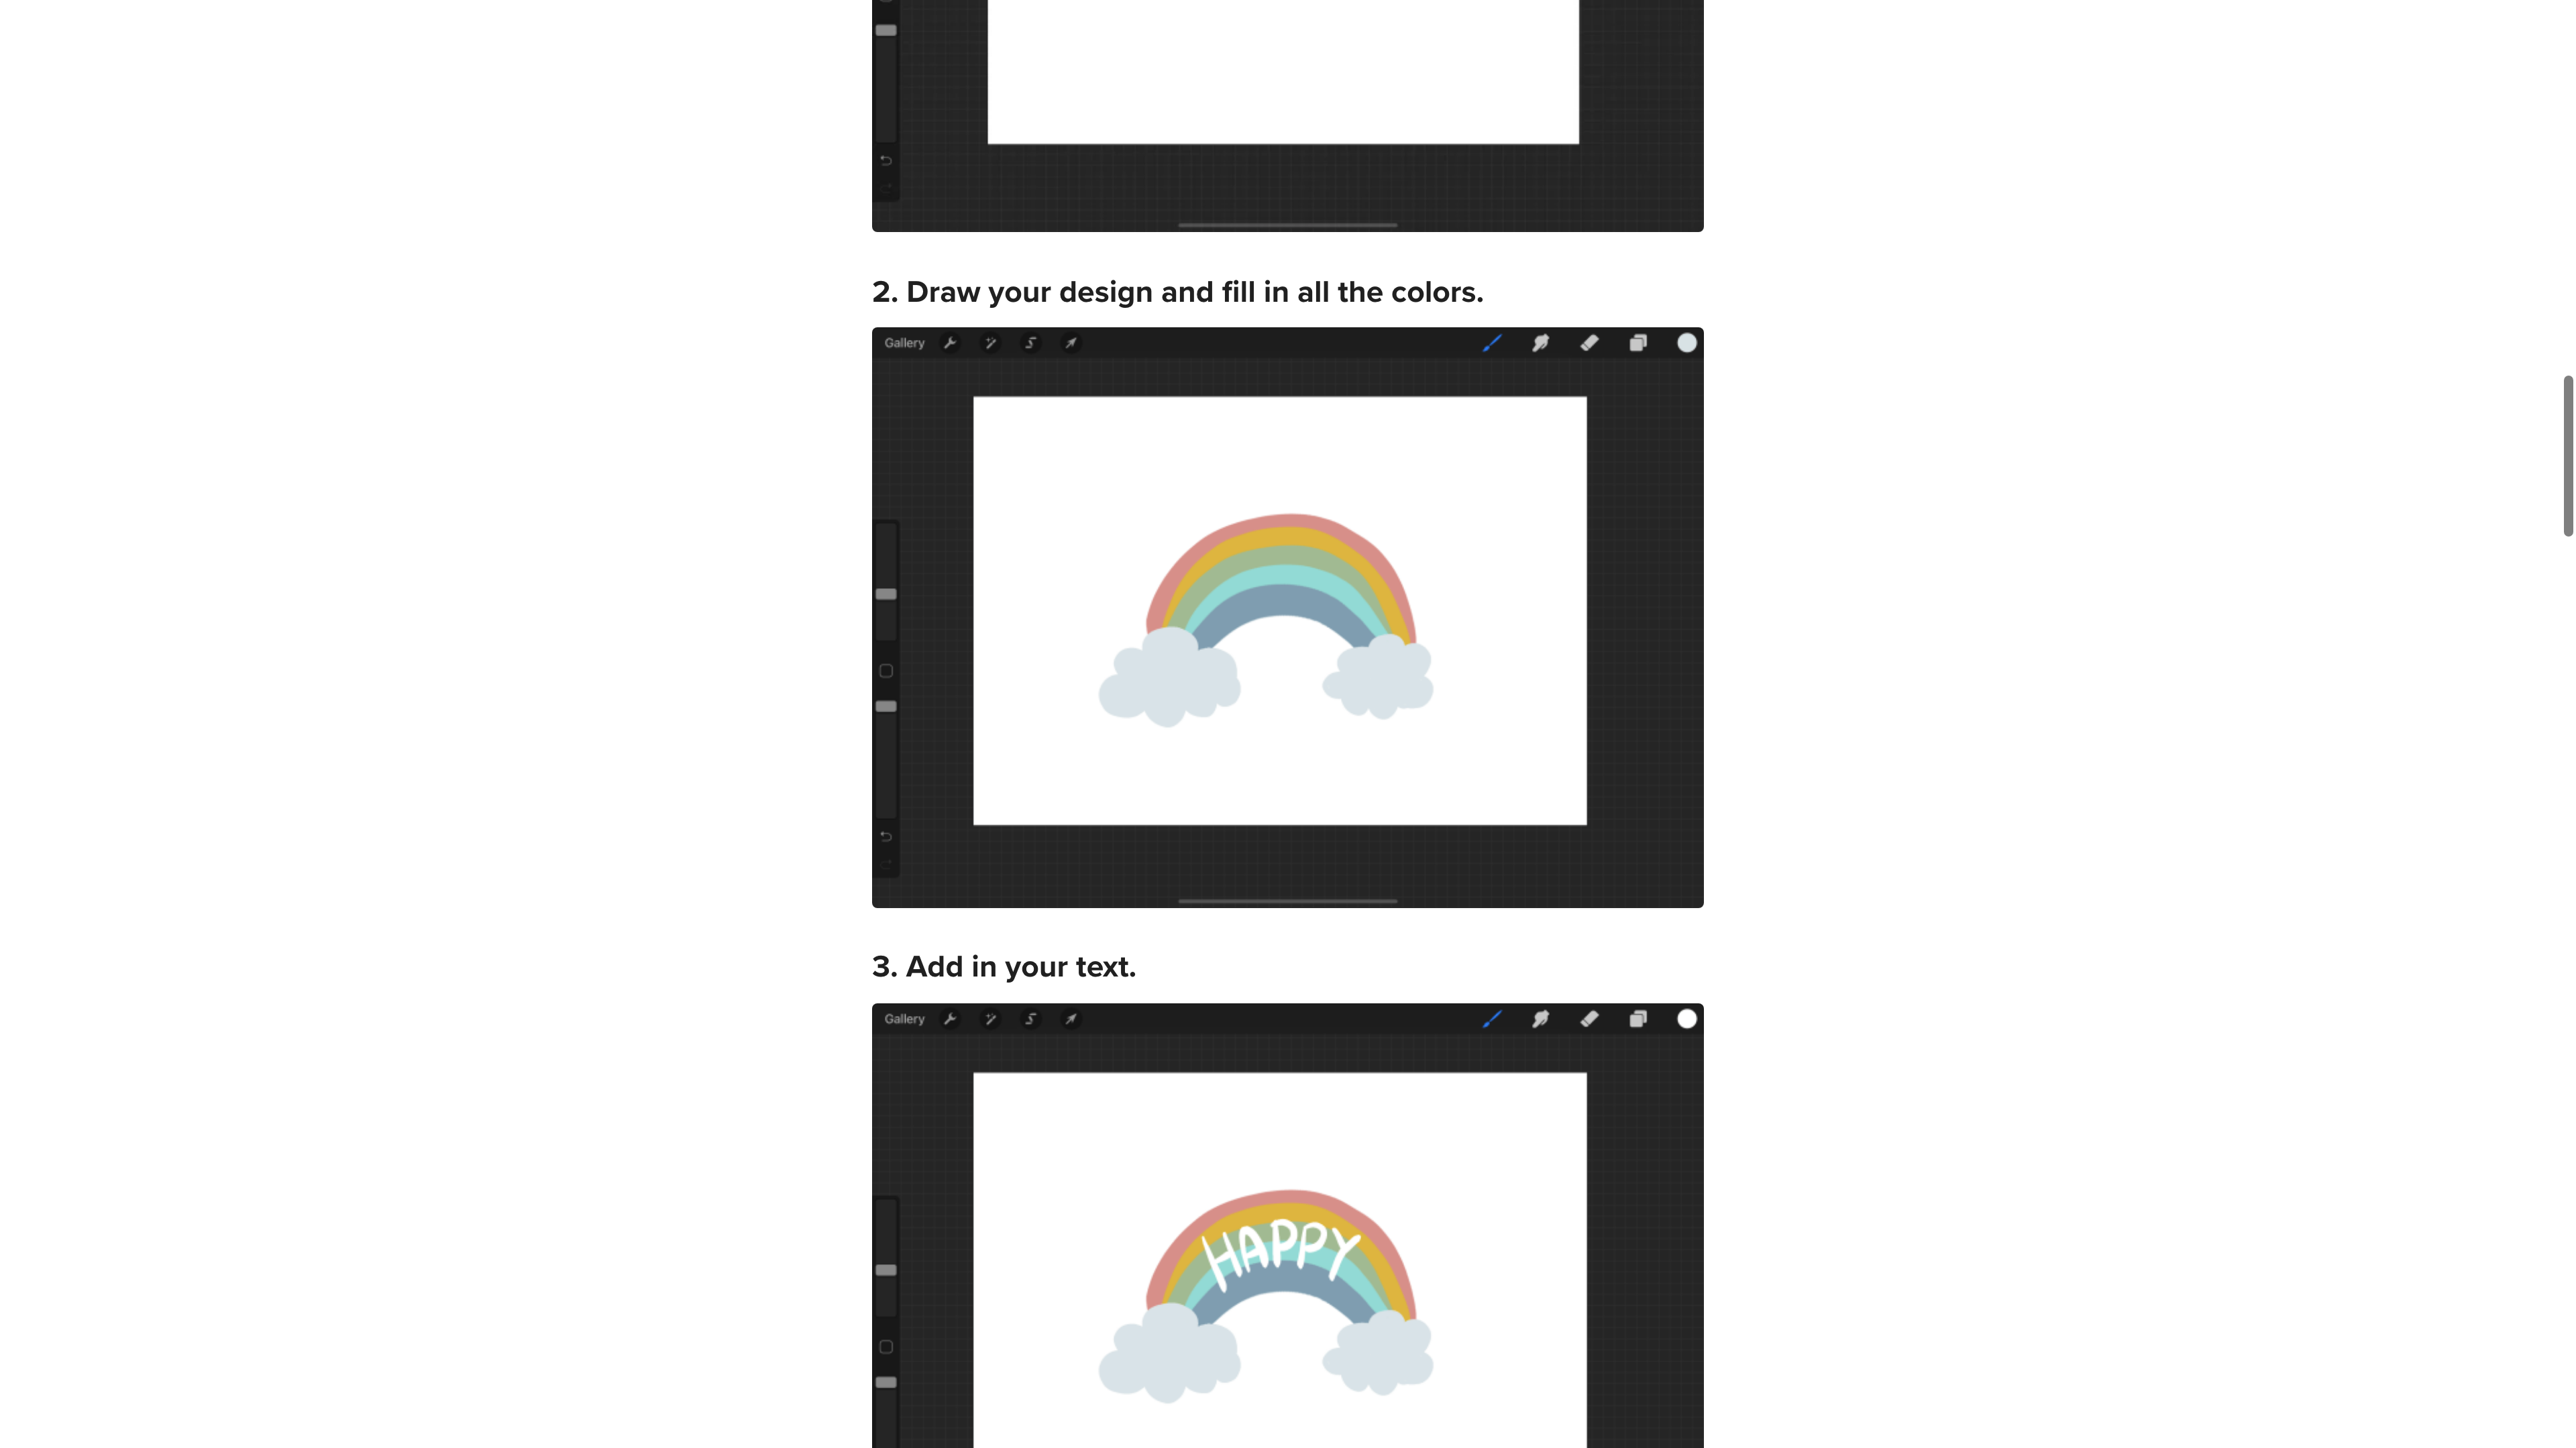 2. Draw your design and fill in all the colors.
Gallery
3. Add in your text.
Gallery
HAPPY